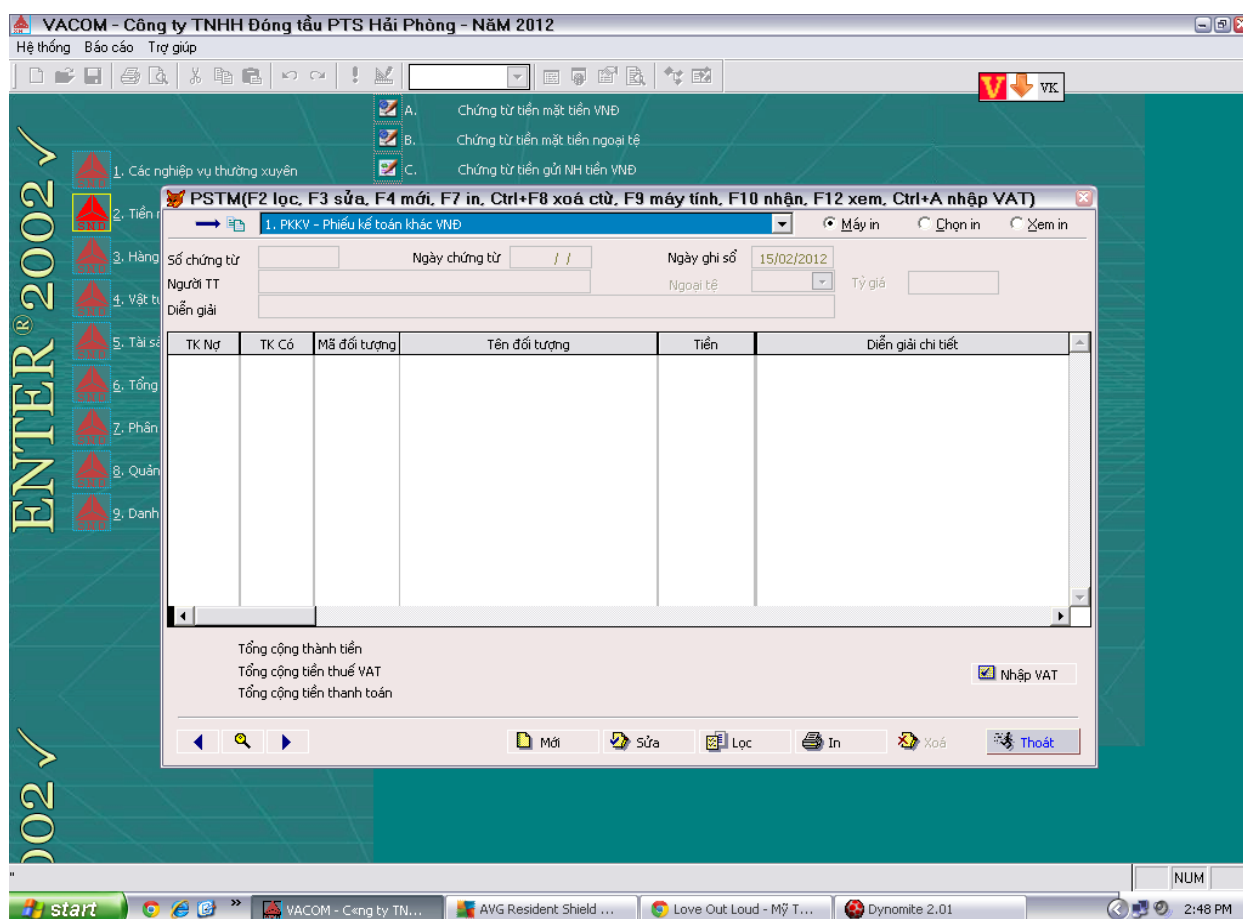 VACOM - Công ty TNHH Đóng tầu PTS Hải Phòng - NăM 2012
Hệ thống Báo cáo Trợ giúp
V VK
A. Chứng từ tiền mặt tiền VNĐ
B. Chứng từ tiền mặt tiền ngoại tệ
1. Các nghiệp vụ thường xuyên
C. Chứng từ tiền gửi NH tiền VNĐ
PSTM(F2 lọc, F3 sửa, F4 mới, F7 in, Ctrl+F8 xoá ctừ, F9 máy tính, F10 nhận, F12 xem, Ctrl+A nhập VAT)
2. Tiền
1. PKKV - Phiếu kế toán khác VNĐ
Máy in Chọn in Xem in
3. Hàng
Số chứng từ Ngày chứng từ / / Ngày ghi sổ 15/02/2012
Người TT Ngoại tệ Tỷ giá
4. Vật
Diễn giải
5. Tài
TK Nợ TK Có Mã đối tượng Tên đối tượng Tiền Diễn giải chi tiết
6. Tổng
7. Phân
8. Quản
9. Danh
ENTER ® 2002 √
Tổng cộng thành tiền
Tổng cộng tiền thuế VAT
Nhập VAT
Tổng cộng tiền thanh toán
Mới Sửa Lọc In Xoá Thoát
002 √
NUM
start » VACOM - C«ng ty TN... AVG Resident Shield ... Love Out Loud - Mỹ T... Dynomite 2.01 2:48 PM